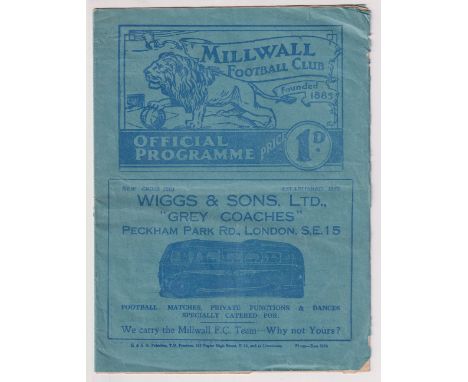 MILLWALL
FOOTBALL CLUB
Founded
1885
OFFICIAL
PROGRAMME
PRICE
1D.
ESTABLISHED
WIGGS & SONS, LTD.,
"GREY COACHES"
PECKHAM PARK RD., LONDON, S.E.15
FOOTBALL MATCHES, PRIVATE FUNCTIONS & DANCES
SPECIALLY CATERED FOR.
We carry the Millwall F.C. Team—Why not Yours?